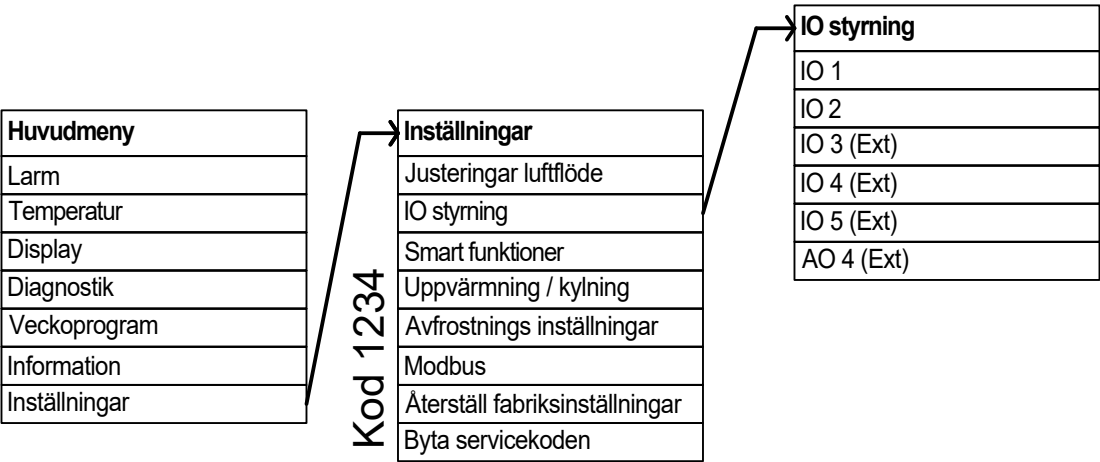 Huvudmeny
Larm
Temperatur
Display
Diagnostik
Veckoprogram
Information
Inställningar
Kod 1234
Inställningar
Justeringar luftflöde
IO styrning
Smart funktioner
Uppvärmning / kylning
Avfrostnings inställningar
Modbus
Återställ fabriksinställningar
Byta servicekoden
IO styrning
IO 1
IO 2
IO 3 (Ext)
IO 4 (Ext)
IO 5 (Ext)
AO 4 (Ext)